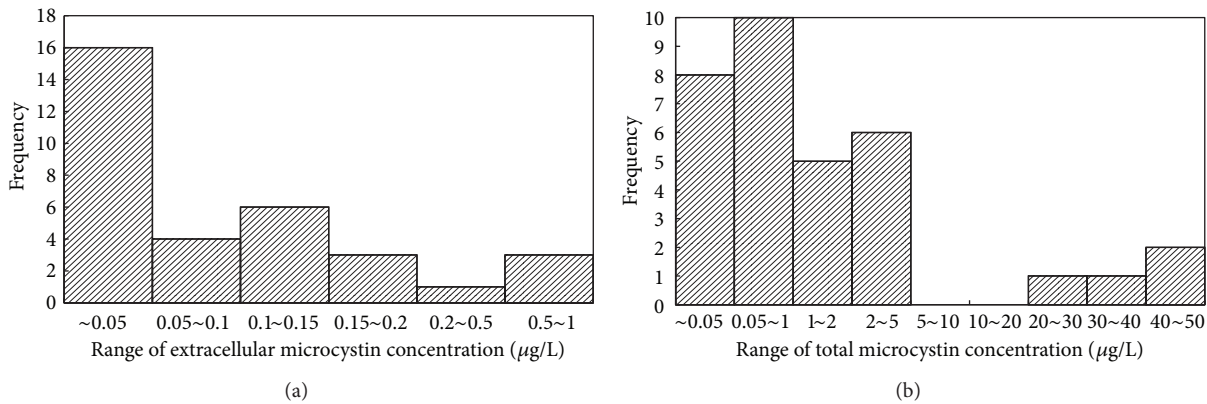 18
16
14
12
10
8
6
4
2
0
Frequency
~0.05 0.05~0.1 0.1~0.15 0.15~0.2 0.2~0.5 0.5~1
Range of extracellular microcystin concentration (μg/L)
(a)
10
9
8
7
6
5
4
3
2
1
0
Frequency
~0.05 0.05~1 1~2 2~5 5~10 10~20 20~30 30~40 40~50
Range of total microcystin concentration (μg/L)
(b)